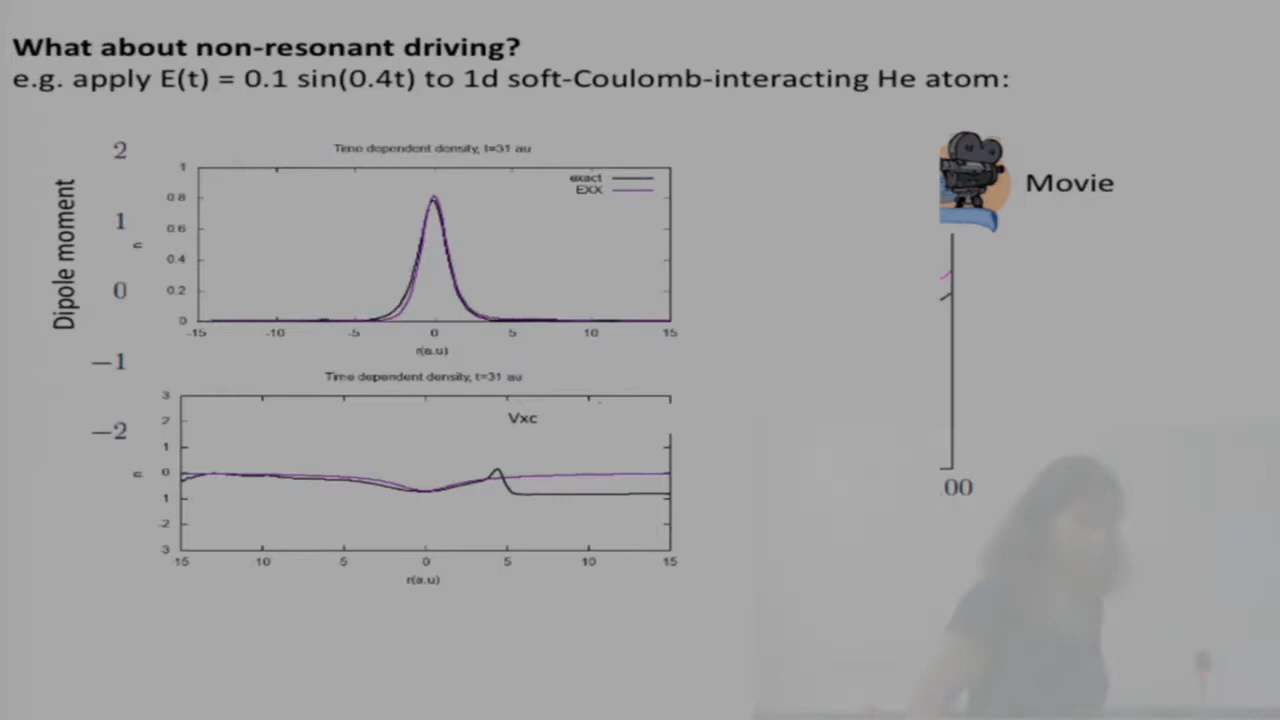 What about non-resonant driving?
e.g. apply E(t) = 0.1 sin(0.4t) to 1d soft-Coulomb-interacting He atom:
Movie
Dipole moment
2
1
0
−1
−2
Time dependent density, t=31 au
exact
EXX
n
1
0.8
0.6
0.4
0.2
0
-15 -10 -5 0 5 10 15
r(a.u)
Time dependent density, t=31 au
Vxc
n
3
2
1
0
1
-2
3
15 10 5 0 5 10 15
r(a.u)
00